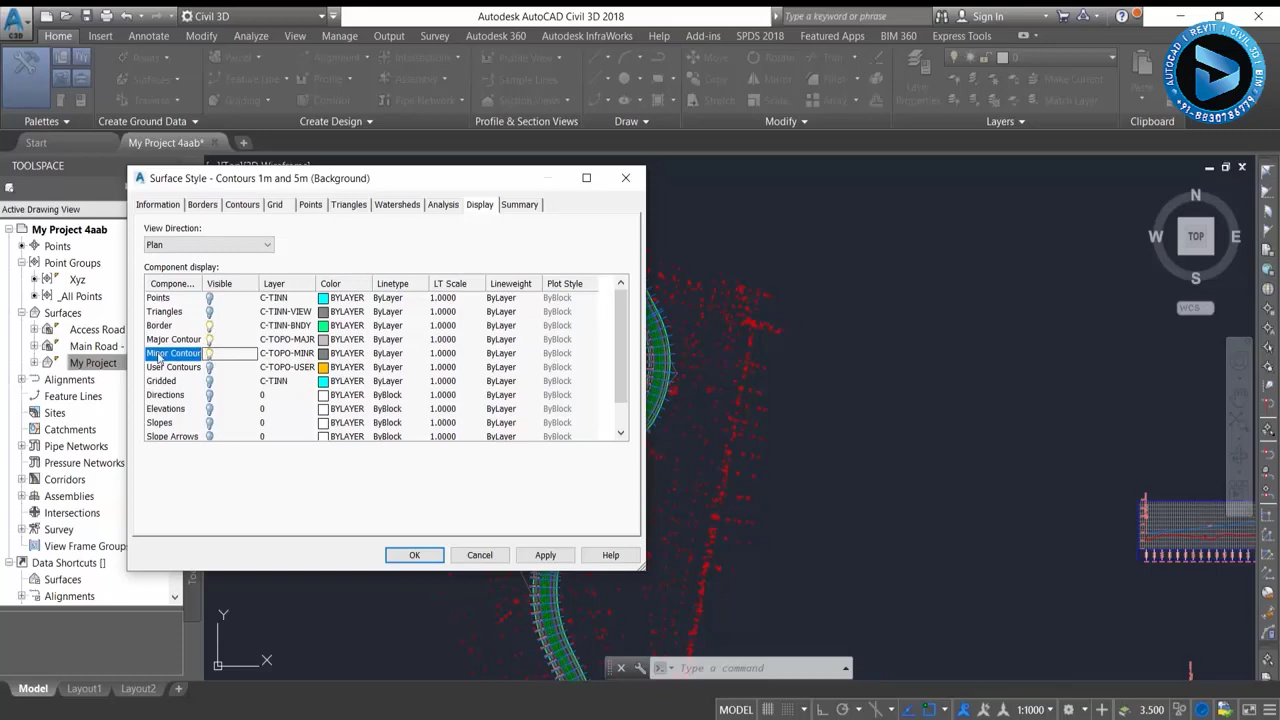 C3D
Civil 3D
Autodesk AutoCAD Civil 3D 2018
Type a keyword or phrase
Sign In
Home Insert Annotate Modify Analyze View Manage Output Survey Autodesk 360 Autodesk InfraWorks Help Add-ins SPDS 2018 Featured Apps BIM 360 Express Tools
Palettes
Create Ground Data
Create Design
Profile & Section Views
Draw
Modify
Layers
Clipboard
AUTOCAD I REVIT I CIVIL 3D I
+91-8830786779
Start
My Project 4aab*
TOOLSPACE
Active Drawing View
My Project 4aab
Points
Point Groups
Xyz
_All Points
Surfaces
Access Road
Main Road -
My Project
Alignments
Feature Lines
Sites
Catchments
Pipe Networks
Pressure Networks
Corridors
Assemblies
Intersections
Survey
View Frame Groups
Data Shortcuts []
Surfaces
Alignments
Surface Style - Contours 1m and 5m (Background)
Information Borders Contours Grid Points Triangles Watersheds Analysis Display Summary
View Direction:
Plan
Component display:
Compone... Visible Layer Color Linetype LT Scale Lineweight Plot Style
Points C-TINN BYLAYER ByLayer 1.0000 ByLayer ByBlock
Triangles C-TINN-VIEW BYLAYER ByLayer 1.0000 ByLayer ByBlock
Border C-TINN-BNDY BYLAYER ByLayer 1.0000 ByLayer ByBlock
Major Contour C-TOPO-MAJR BYLAYER ByLayer 1.0000 ByLayer ByBlock
Minor Contour C-TOPO-MINR BYLAYER ByLayer 1.0000 ByLayer ByBlock
User Contours C-TOPO-USER BYLAYER ByLayer 1.0000 ByLayer ByBlock
Gridded C-TINN BYLAYER ByLayer 1.0000 ByLayer ByBlock
Directions 0 BYLAYER ByBlock 1.0000 ByLayer ByBlock
Elevations 0 BYLAYER ByBlock 1.0000 ByLayer ByBlock
Slopes 0 BYLAYER ByBlock 1.0000 ByLayer ByBlock
Slope Arrows 0 BYLAYER ByBlock 1.0000 ByLayer ByBlock
OK Cancel Apply Help
N
W TOP E
S
WCS
Y
X
Type a command
Model Layout1 Layout2
MODEL
1:1000
3.500